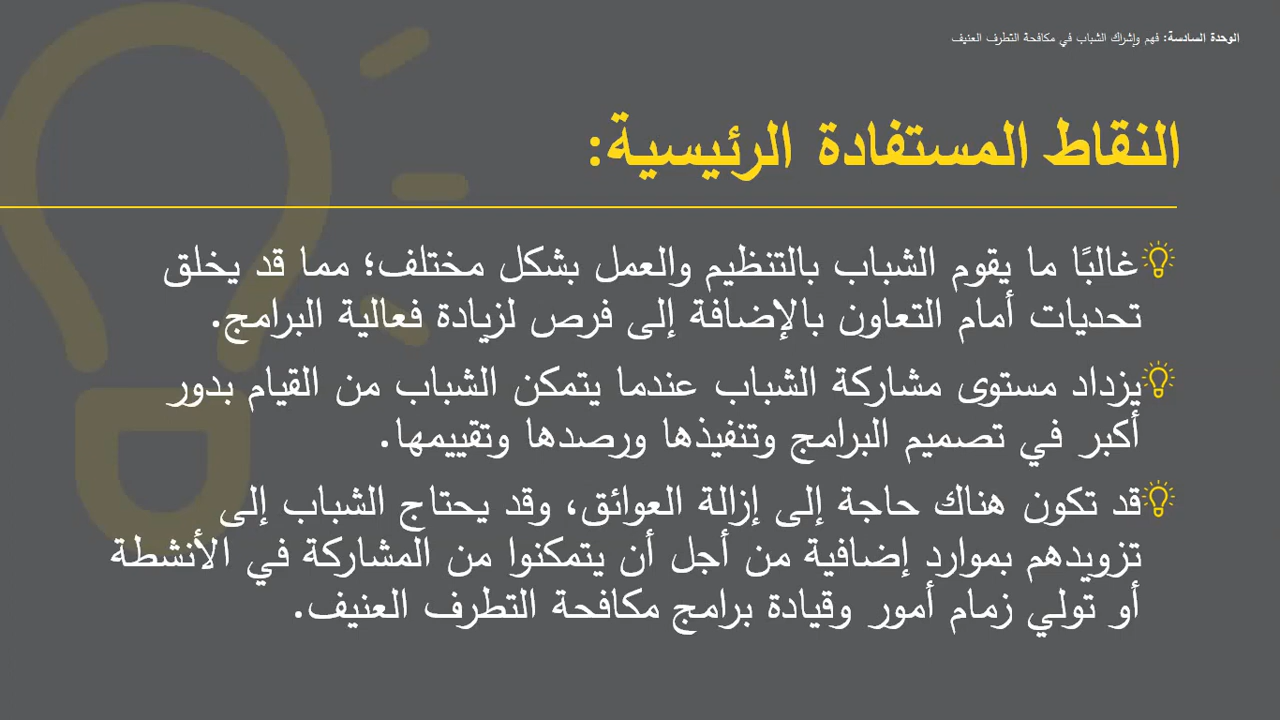 الوحدة السادسة: فهم وإشراك الشباب في مكافحة التطرف العنيف
النقاط المستفادة الرئيسية:
غالبًا ما يقوم الشباب بالتنظيم والعمل بشكل مختلف؛ مما قد يخلق
تحديات أمام التعاون بالإضافة إلى فرص لزيادة فعالية البرامج.
يزداد مستوى مشاركة الشباب عندما يتمكن الشباب من القيام بدور
أكبر في تصميم البرامج وتنفيذها ورصدها وتقييمها.
قد تكون هناك حاجة إلى إزالة العوائق، وقد يحتاج الشباب إلى
تزويدهم بموارد إضافية من أجل أن يتمكنوا من المشاركة في الأنشطة
أو تولي زمام أمور وقيادة برامج مكافحة التطرف العنيف.